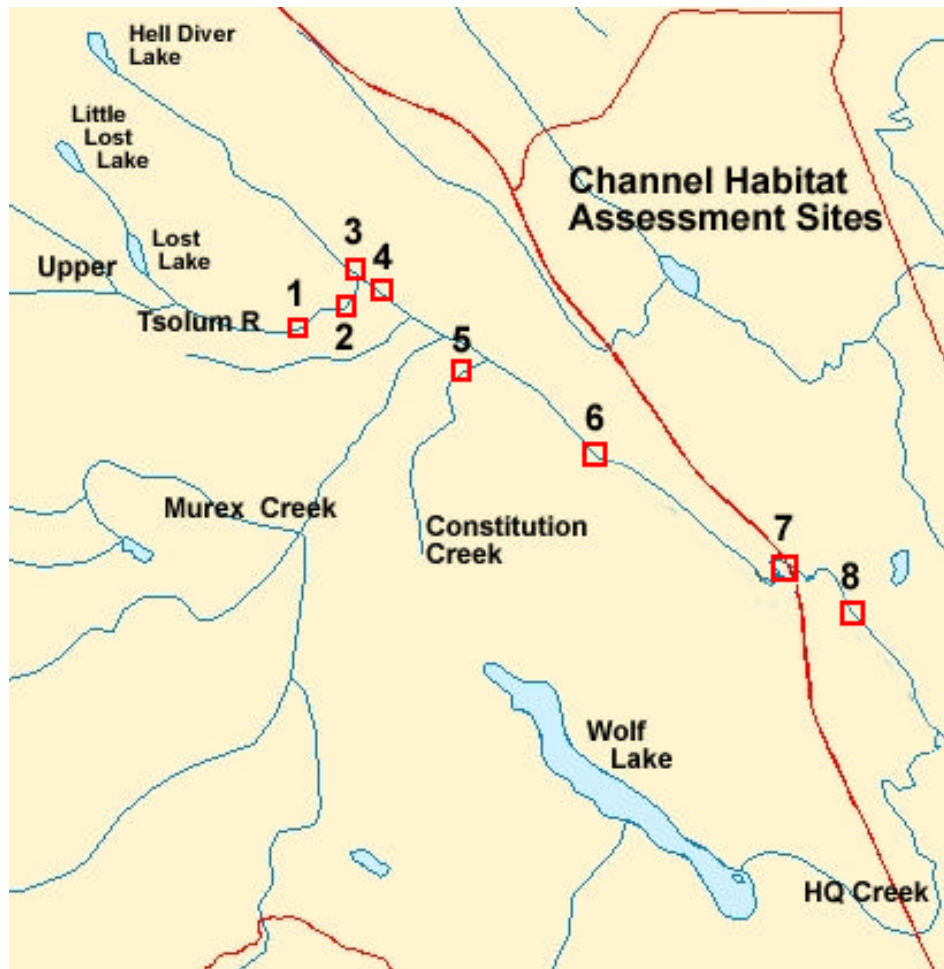 Hell Diver
Lake
Little
Lost
Lake
Channel Habitat
Assessment Sites
Lost
Lake
Upper
3
4
1
Tsolum R
2
5
6
Murex Creek
Constitution
Creek
7
8
Wolf
Lake
HQ Creek